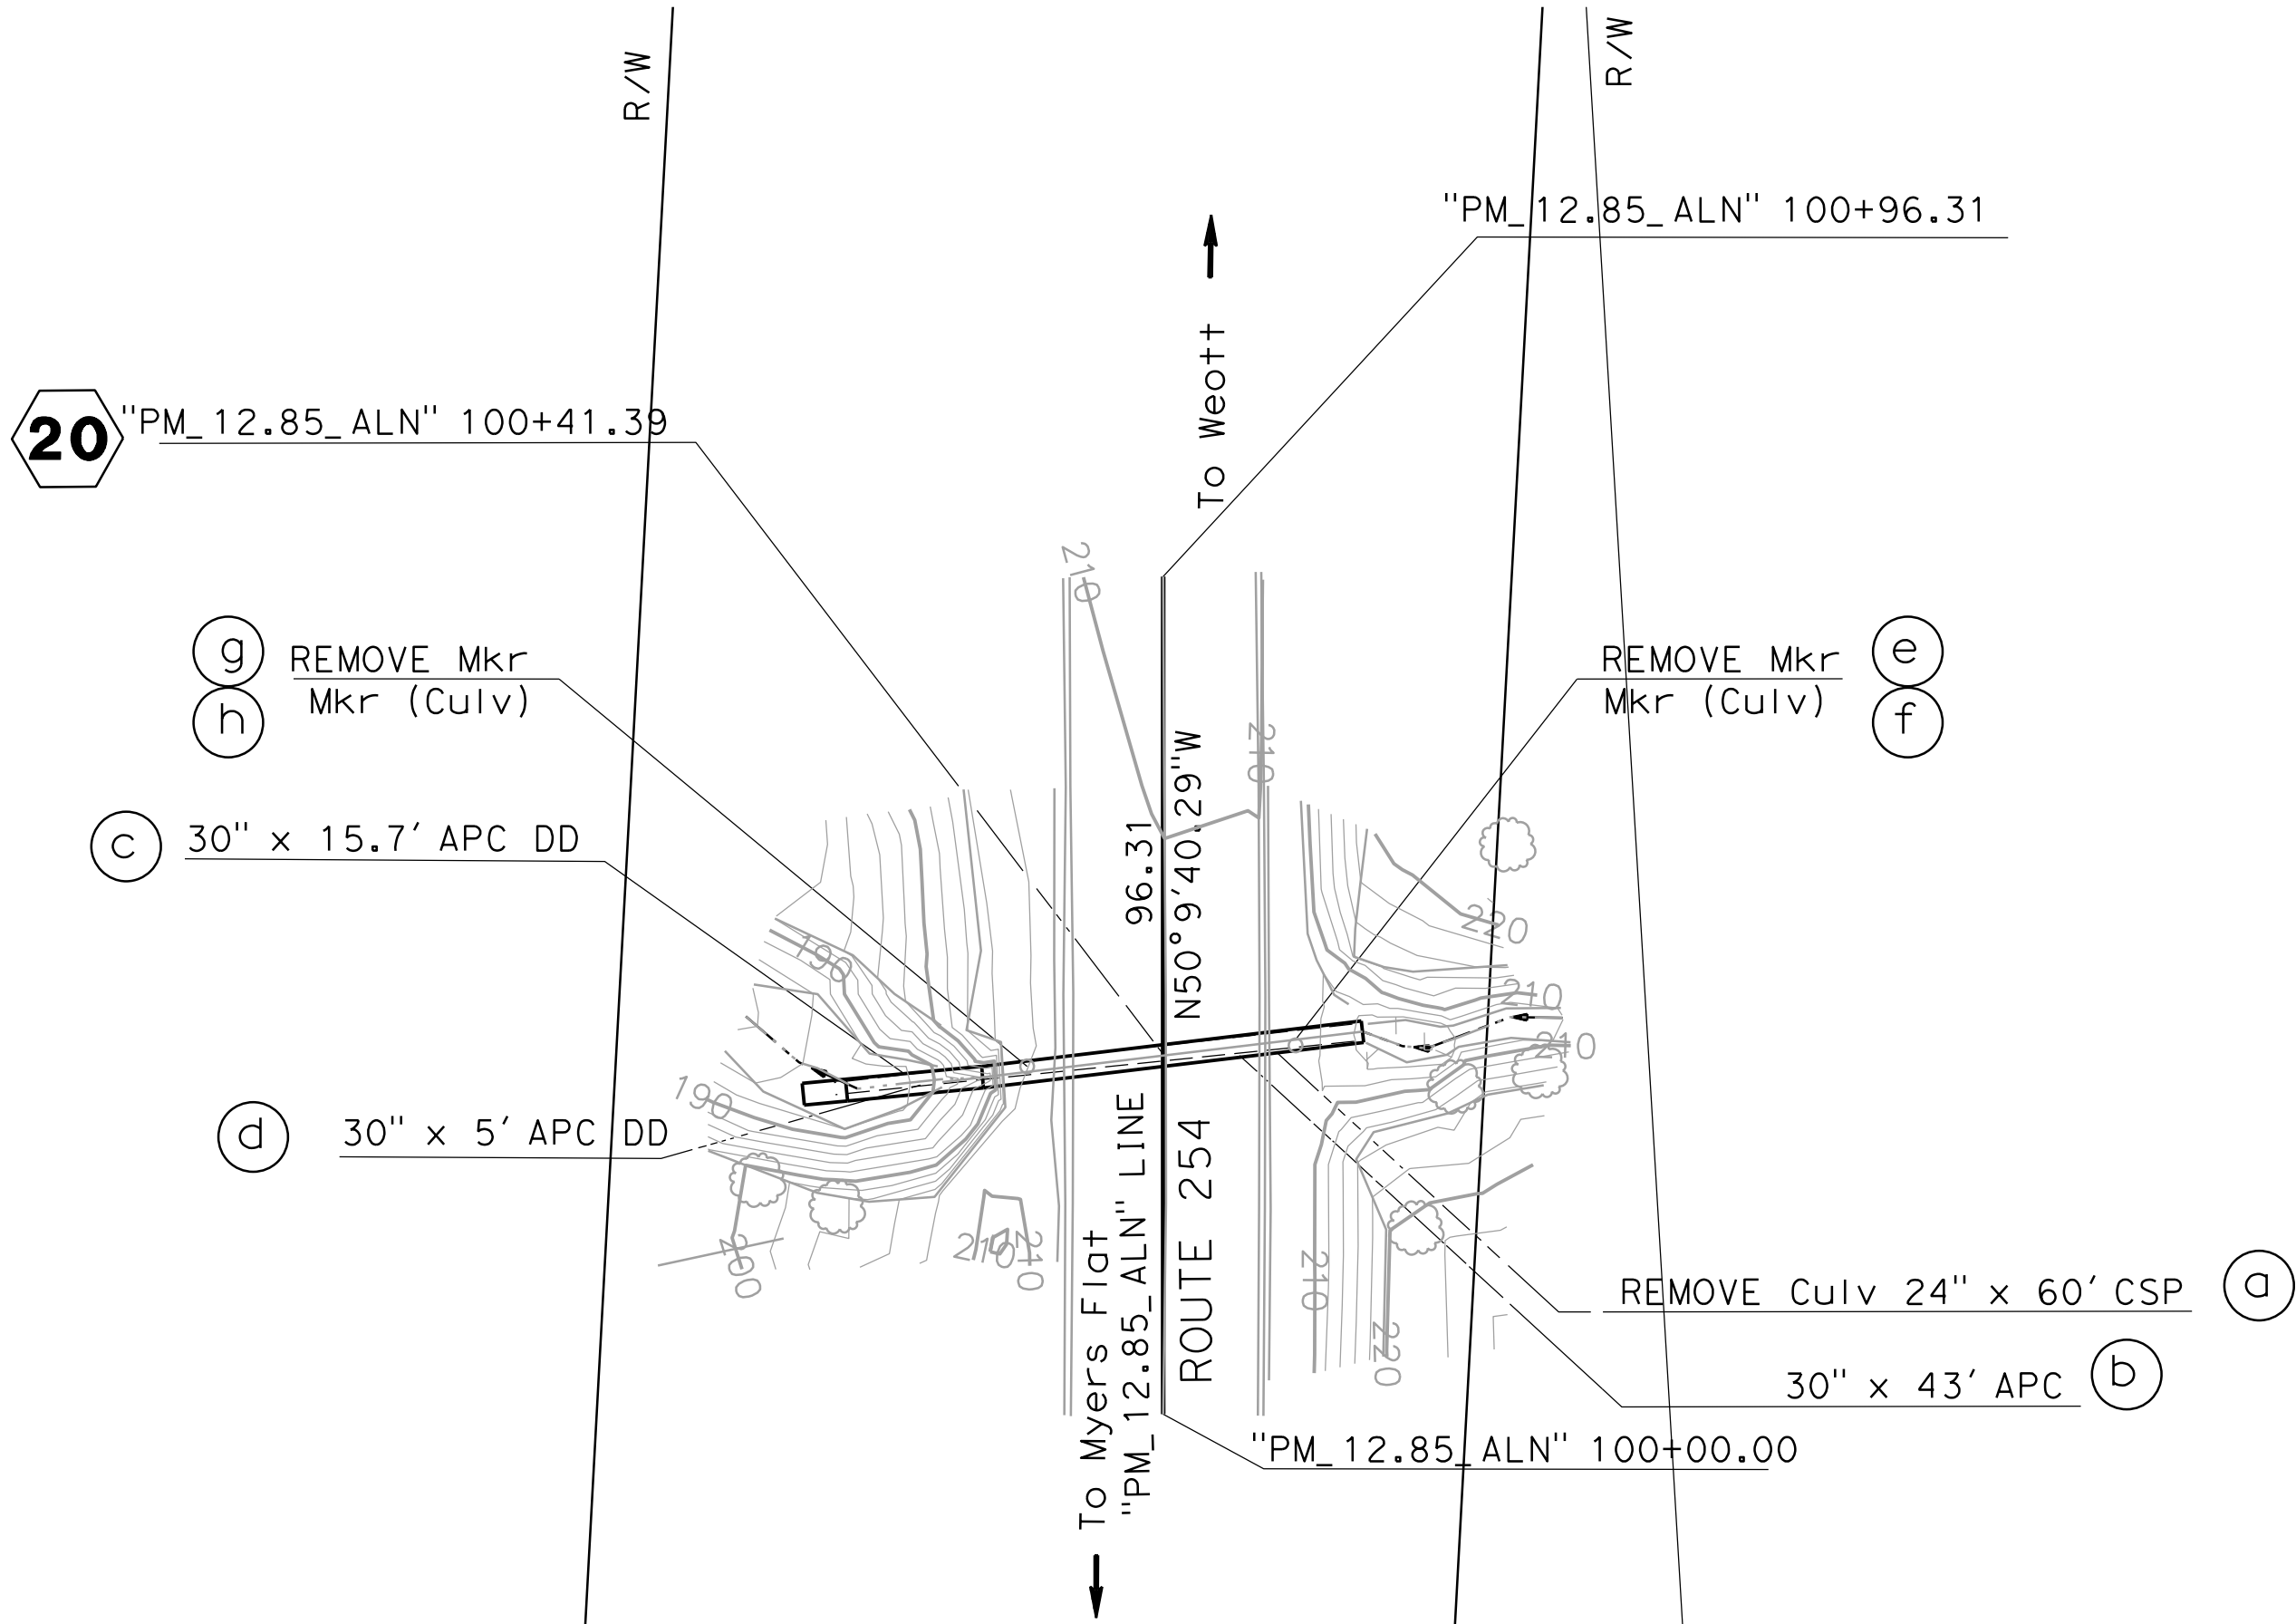 R/W
R/W
"PM_12.85_ALN" 100+96.31
To Weott
20
"PM_12.85_ALN" 100+41.39
210
g
REMOVE Mkr
h
Mkr (Culv)
REMOVE Mkr
e
Mkr (Culv)
f
210
N50°9'40.29"W
96.31
c
30" x 15.7' APC DD
220
190
210
210
190
d
30" x 5' APC DD
"PM_12.85_ALN" LINE
ROUTE 254
To Myers Flat
200
210
210
210
220
REMOVE Culv 24" x 60' CSP
a
30" x 43' APC
b
"PM_12.85_ALN" 100+00.00